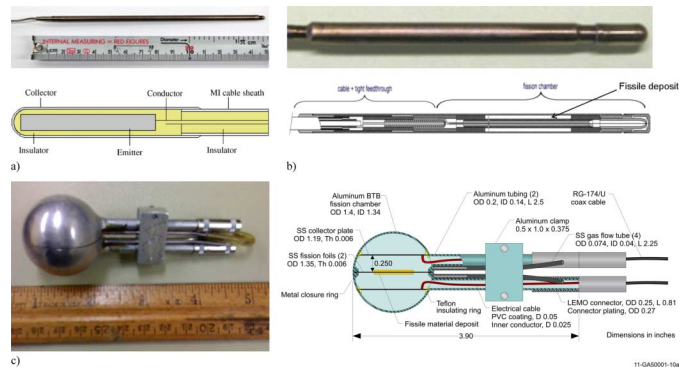 a)
INTERNAL MEASURING = RED FIGURES
Diameter
cm
Collector
Conductor
MI cable sheath
Insulator
Emitter
Insulator
a)
cable + tight feedthrough
fission chamber
Fissile deposit
b)
Aluminum BTB
fission chamber
OD 1.4, ID 1.34
SS collector plate
OD 1.19, Th 0.006
SS fission foils (2)
OD 1.35, Th 0.006
Metal closure ring
0.250
Aluminum tubing (2)
OD 0.2, ID 0.14, L 2.5
Aluminum clamp
0.5 x 1.0 x 0.375
SS gas flow tube (4)
OD 0.074, ID 0.04, L 2.25
RG-174/U
coax cable
Teflon
insulating ring
Fissile material deposit
Electrical cable
PVC coating, D 0.05
Inner conductor, D 0.025
LEMO connector, OD 0.25, L 0.81
Connector plating, OD 0.27
3.90
Dimensions in inches
c)
11-GA50001-10a